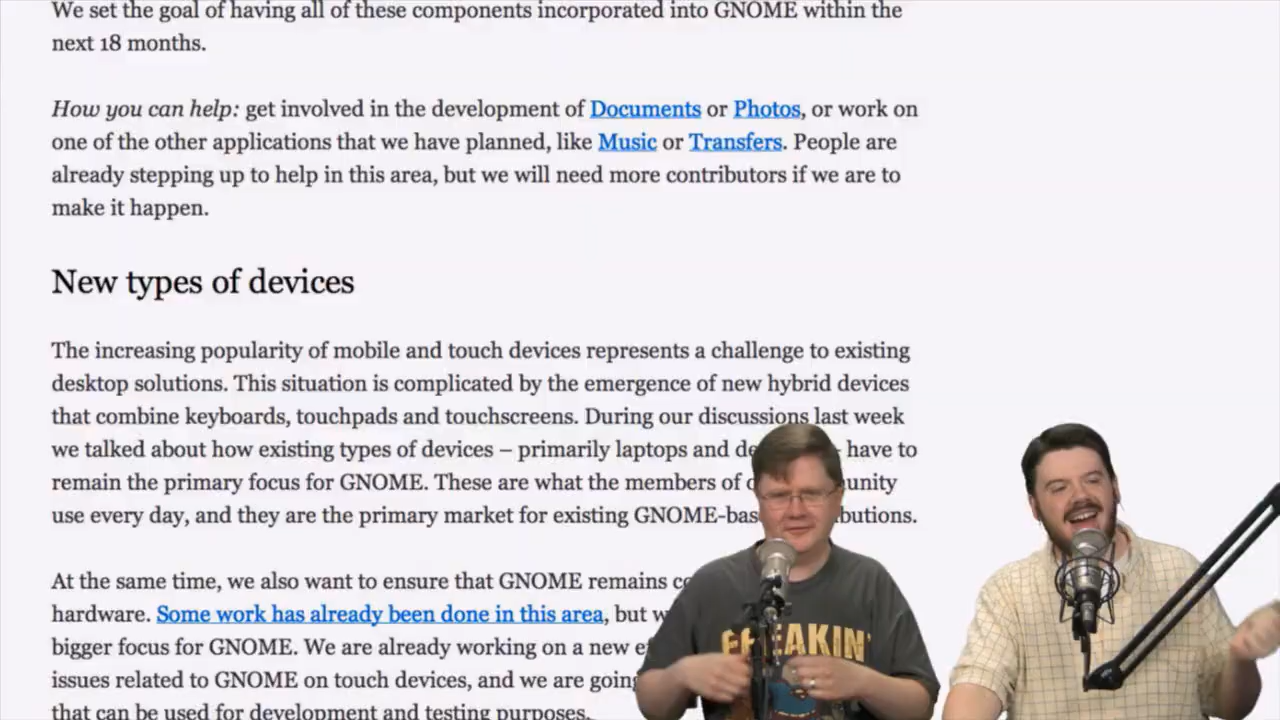 We set the goal of having all of these components incorporated into GNOME within the
next 18 months.
How you can help: get involved in the development of Documents or Photos, or work on
one of the other applications that we have planned, like Music or Transfers. People are
already stepping up to help in this area, but we will need more contributors if we are to
make it happen.
New types of devices
The increasing popularity of mobile and touch devices represents a challenge to existing
desktop solutions. This situation is complicated by the emergence of new hybrid devices
that combine keyboards, touchpads and touchscreens. During our discussions last week
we talked about how existing types of devices – primarily laptops and have to
remain the primary focus for GNOME. These are what the members of
use every day, and they are the primary market for existing
At the same time, we also want to ensure that GNOME remains
hardware. Some work has already been done in this area, but
bigger focus for GNOME. We are already working on a new
issues related to GNOME on touch devices, and we are going
that can be used for development and testing purposes.
FREAKIN'